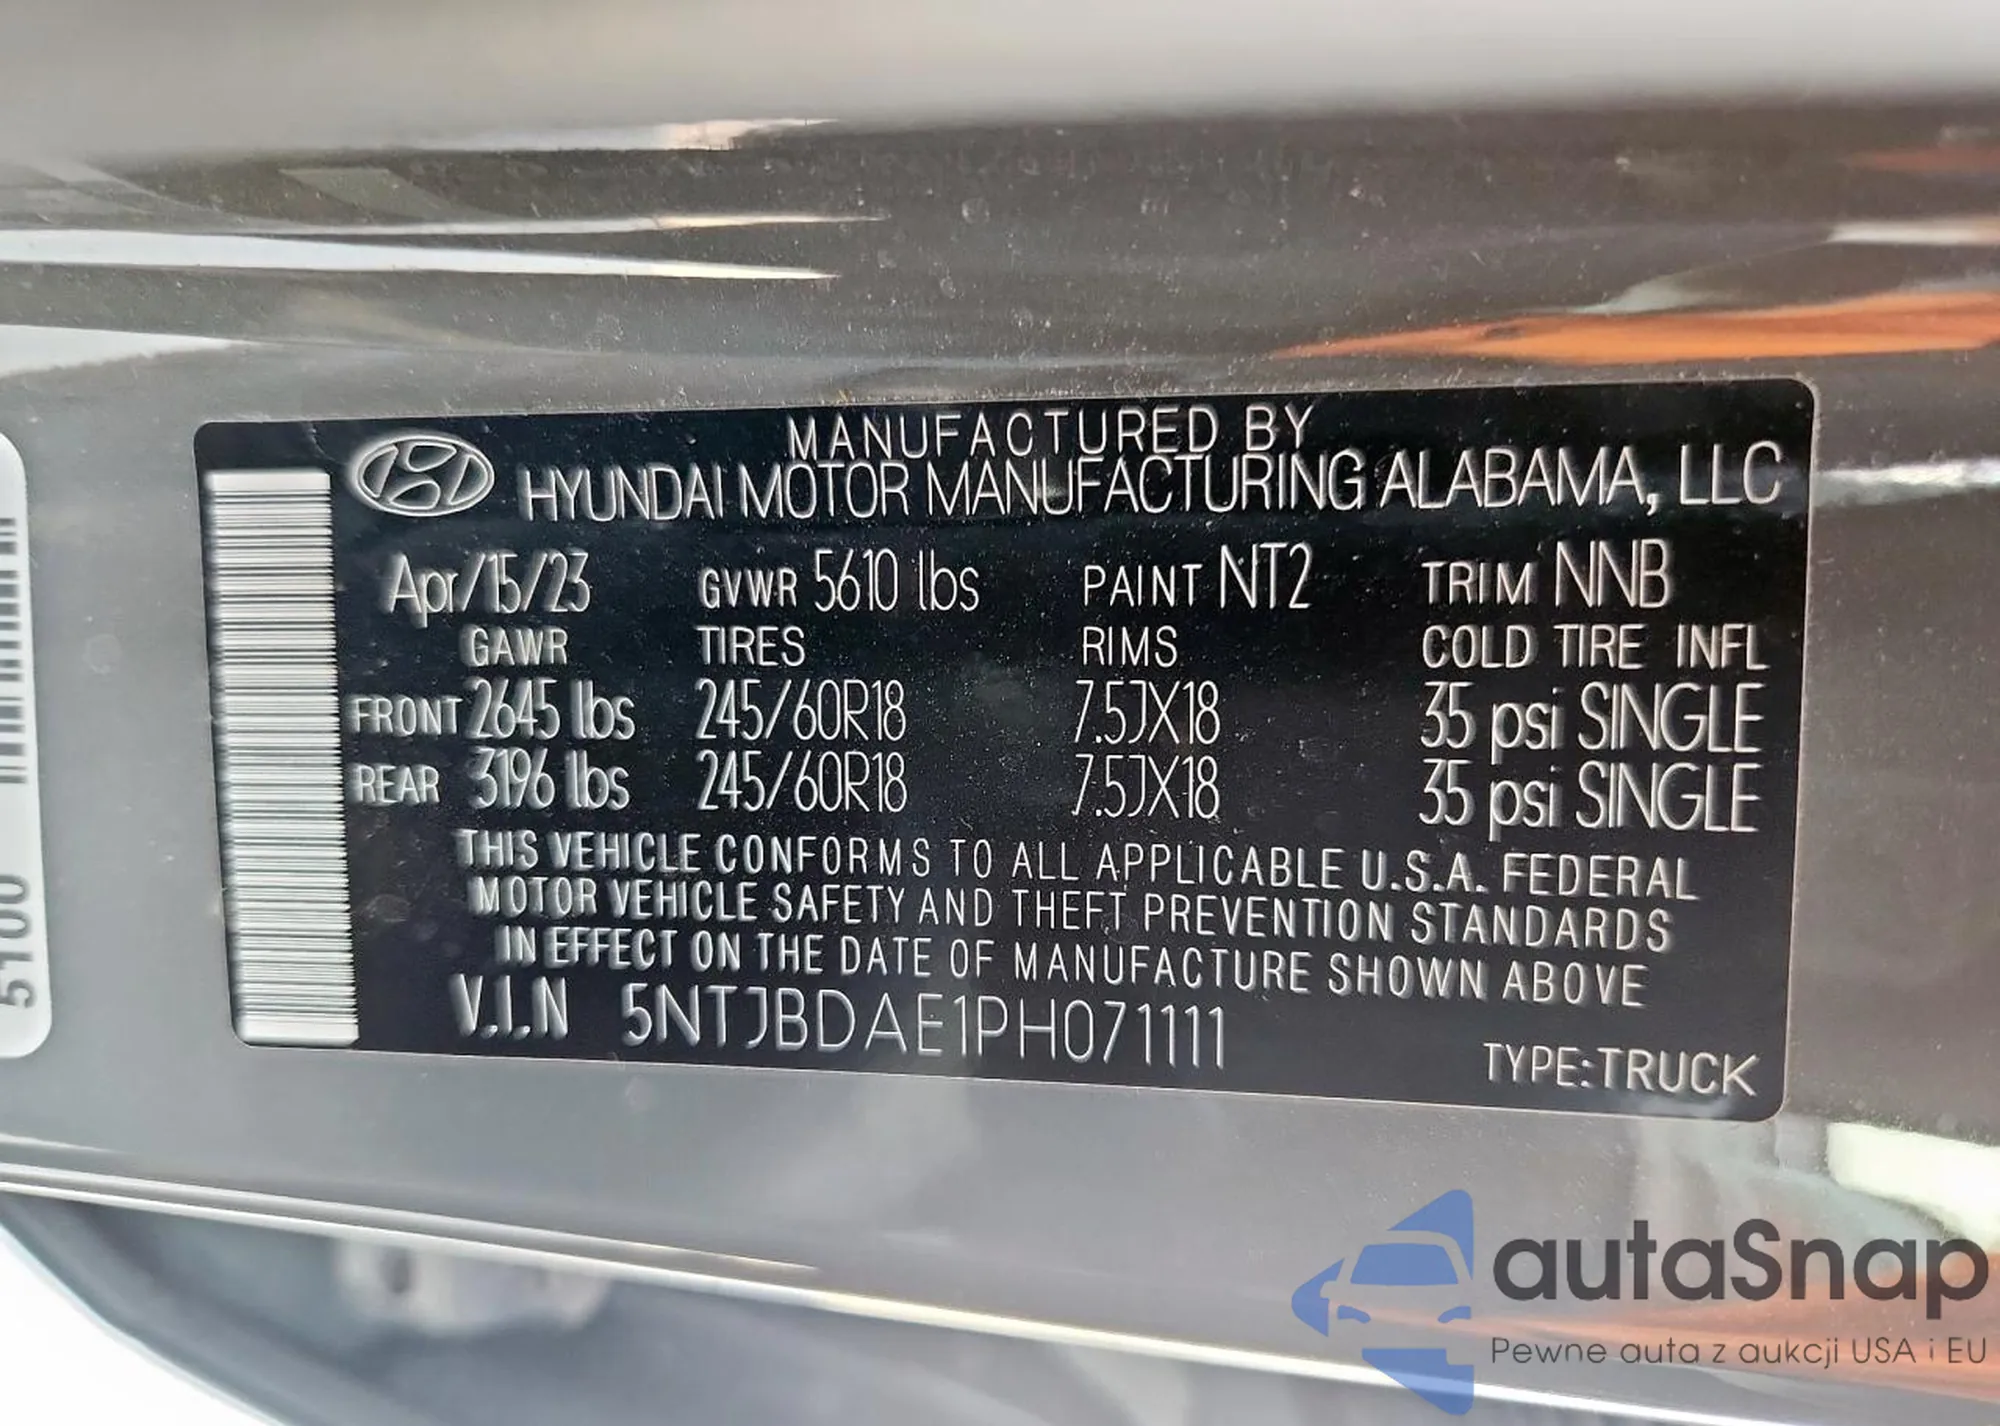 MANUFACTURED BY
HYUNDAI MOTOR MANUFACTURING ALABAMA, LLC
Apr/15/23 GVWR 5610 lbs PAINT NT2 TRIM NNB
GAWR TIRES RIMS COLD TIRE INFL
FRONT 2645 lbs 245/60R18 7.5JX18 35 psi SINGLE
REAR 3196 lbs 245/60R18 7.5JX18 35 psi SINGLE
THIS VEHICLE CONFORMS TO ALL APPLICABLE U.S.A. FEDERAL
MOTOR VEHICLE SAFETY AND THEFT PREVENTION STANDARDS
IN EFFECT ON THE DATE OF MANUFACTURE SHOWN ABOVE
V.I.N 5NTJBDAE1PH071111
TYPE:TRUCK
5100
autaSnap
Pewne auta z aukcji USA i EU